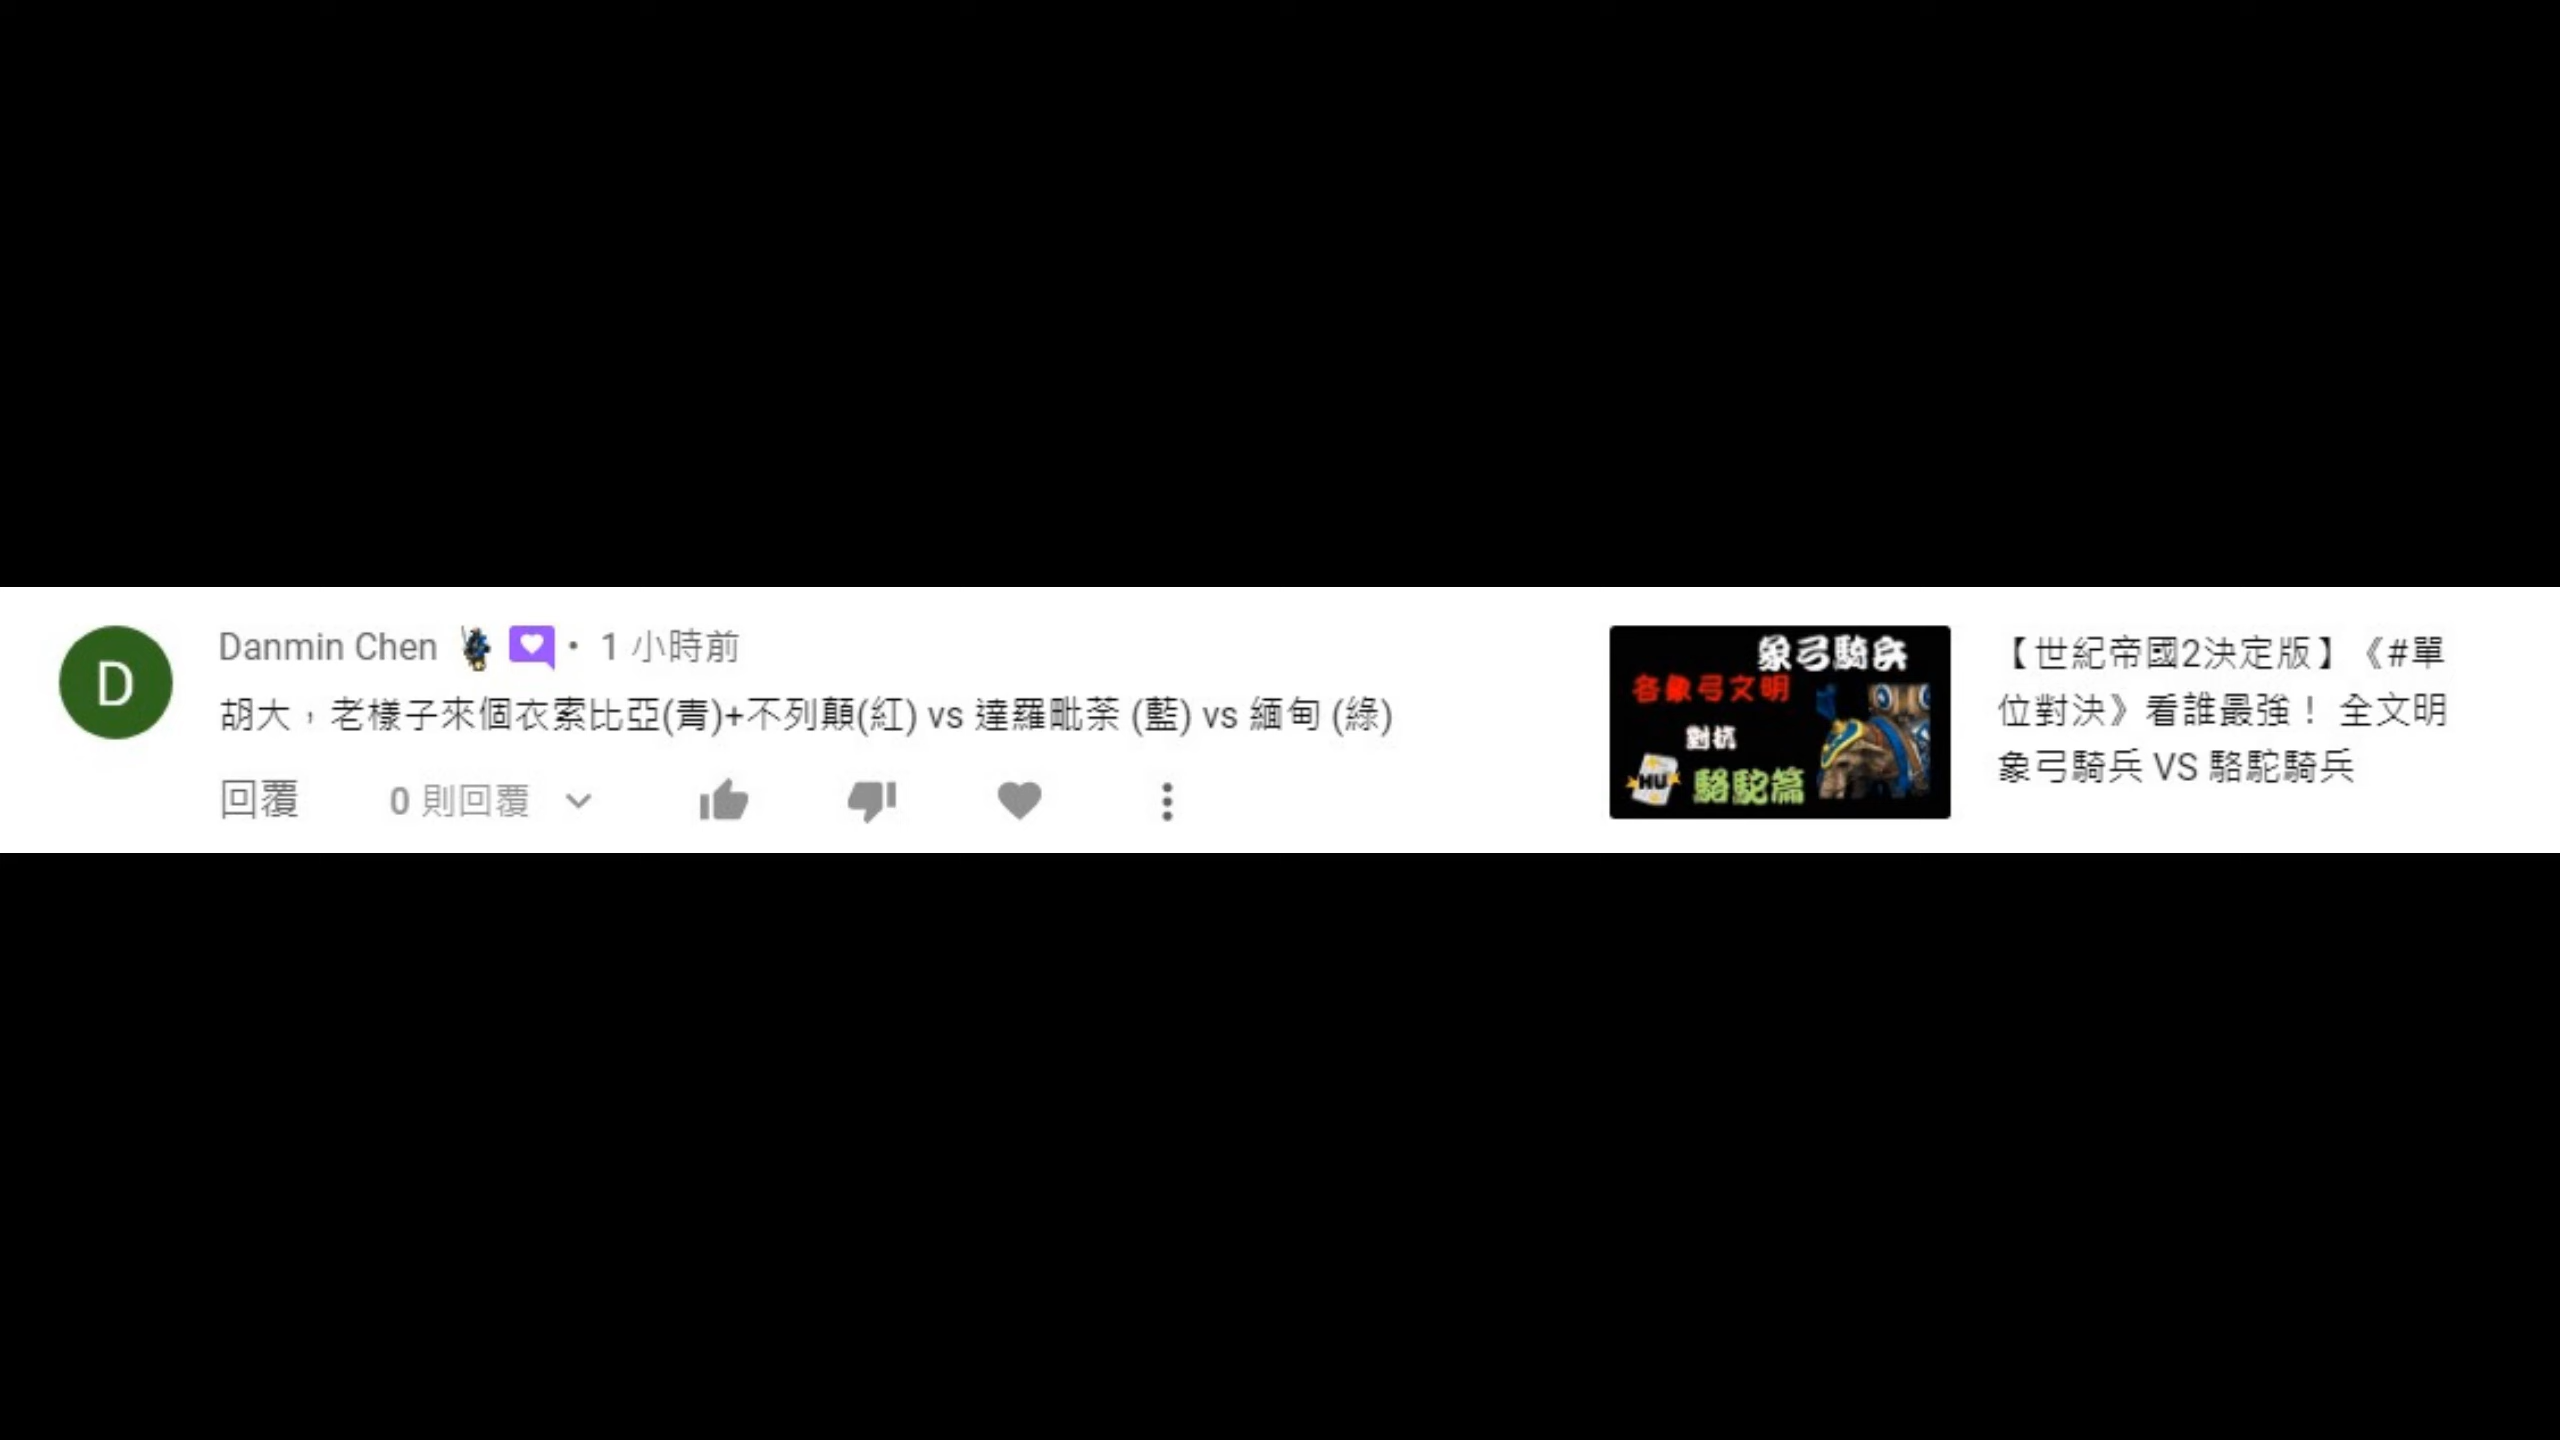 D
Danmin Chen • 1 小時前
胡大，老樣子來個衣索比亞(青)+不列顛(紅) vs 達羅毗荼 (藍) vs 緬甸 (綠)
回覆 0 則回覆
象弓騎兵
各象弓文明
對抗
HU
駱駝篇
【世紀帝國2決定版】《#單
位對決》看誰最強！ 全文明
象弓騎兵 VS 駱駝騎兵